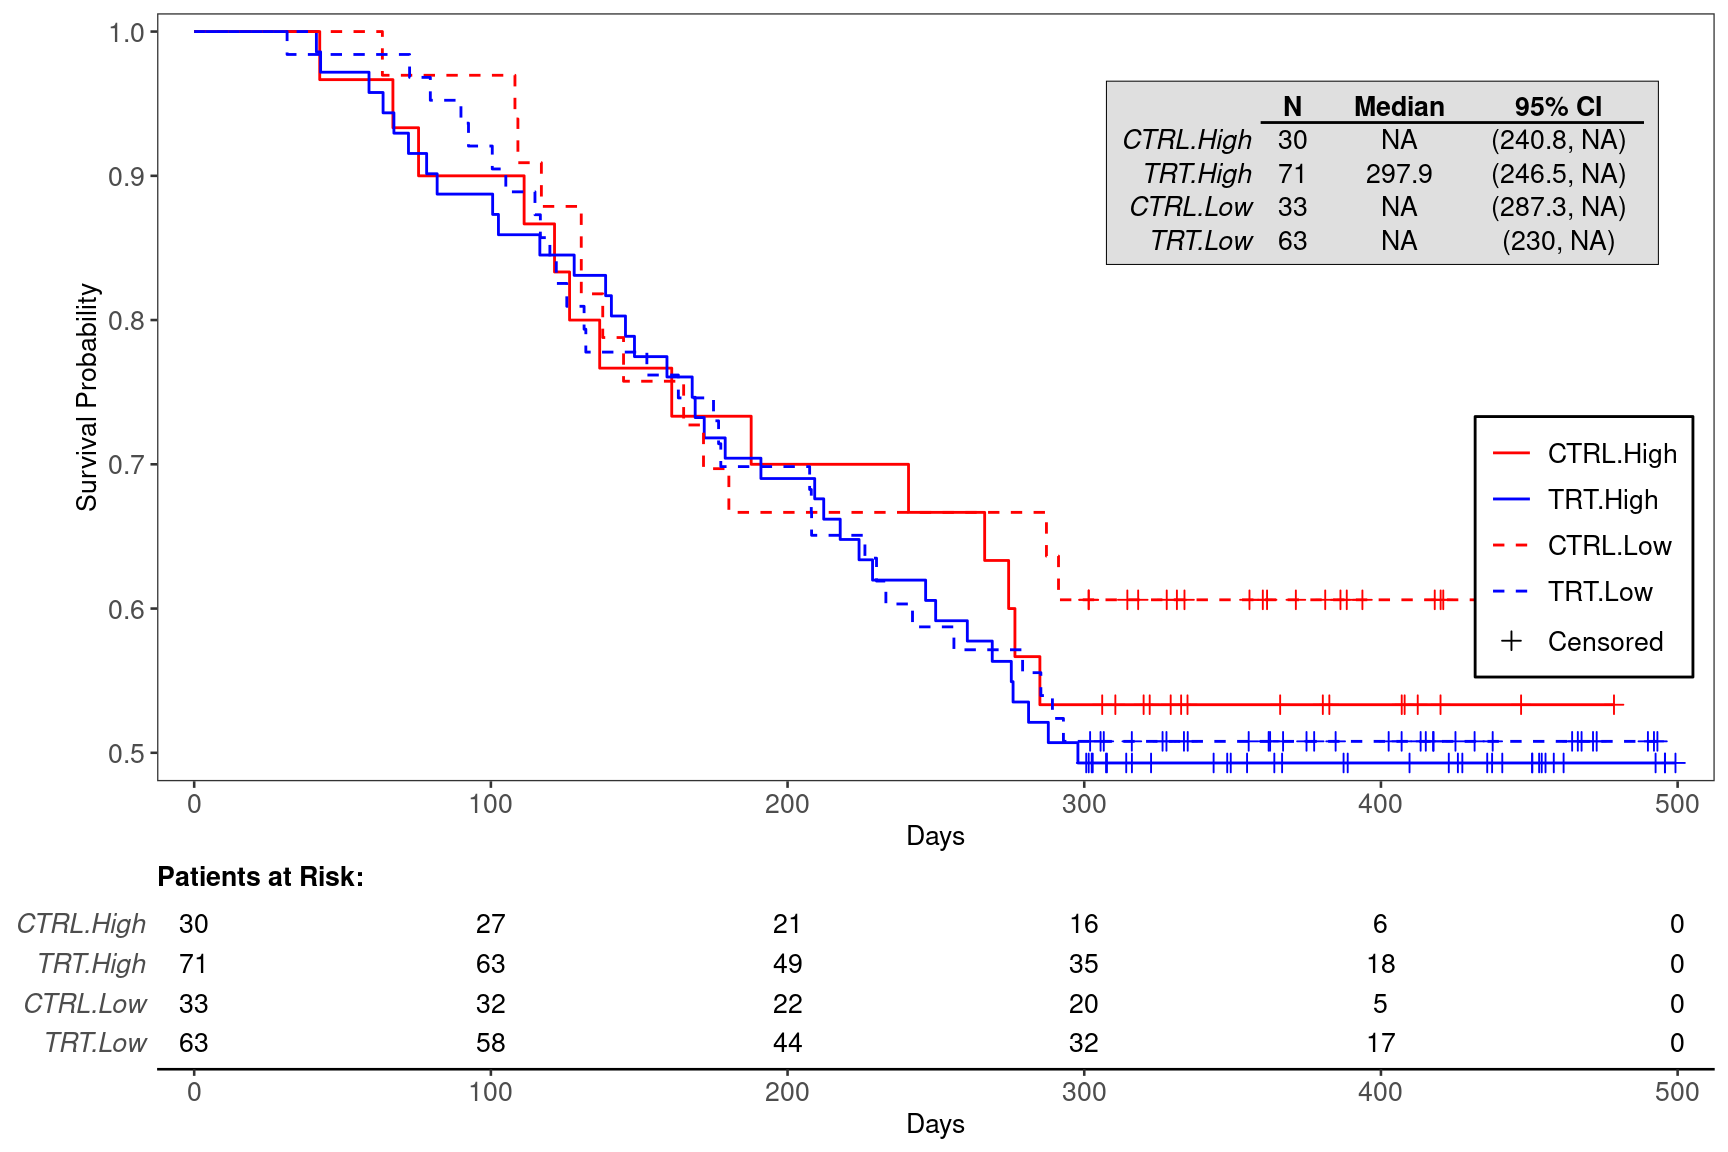 1.0
0.9
0.8
0.7
0.6
0.5
Survival Probability
N Median 95% CI
CTRL.High 30 NA (240.8, NA)
TRT.High 71 297.9 (246.5, NA)
CTRL.Low 33 NA (287.3, NA)
TRT.Low 63 NA (230, NA)
CTRL.High
TRT.High
CTRL.Low
TRT.Low
Censored
0 100 200 300 400 500
Days
Patients at Risk:
CTRL.High 30 27 21 16 6 0
TRT.High 71 63 49 35 18 0
CTRL.Low 33 32 22 20 5 0
TRT.Low 63 58 44 32 17 0
0 100 200 300 400 500
Days